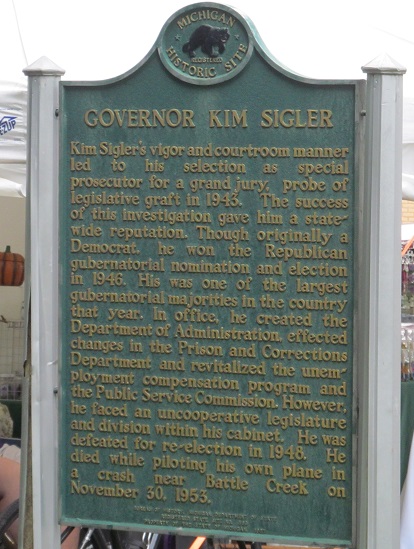 MICHIGAN
REGISTERED
HISTORIC SITE
GOVERNOR KIM SIGLER
Kim Sigler's vigor and courtroom manner
led to his selection as special
prosecutor for a grand jury, probe of
legislative graft in 1943. The success
of this investigation gave him a state-
wide reputation. Though originally a
Democrat, he won the Republican
gubernatorial nomination and election
in 1946. His was one of the largest
gubernatorial majorities in the country
that year. In office, he created the
Department of Administration, effected
changes in the Prison and Corrections
Department and revitalized the unem-
ployment compensation program and
the Public Service Commission. However,
he faced an uncooperative legislature
and division within his cabinet. He was
defeated for re-election in 1948. He
died while piloting his own plane in
a crash near Battle Creek on
November 30, 1953.